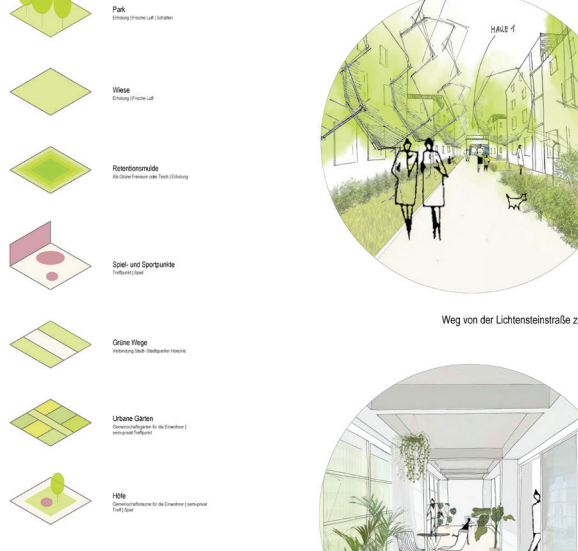 Park
Erholung | Frische Luft | Schatten
Wiese
Erholung | Frische Luft
Retentionsmulde
Als Grüne Freiraum oder Teich | Erholung
Spiel- und Sportpunkte
Treffpunkt | Spiel
Grüne Wege
Verbindung Stadt- Stadtquartier Hoeckle
Urbane Gärten
Gemeinschaftsgärten für die Einwohner |
semi-privat Treffpunkt
Höfe
Gemeinschaftsräume für die Einwohner | semi-privat
Treff | Spiel
HALLE 1
Weg von der Lichtensteinstraße z